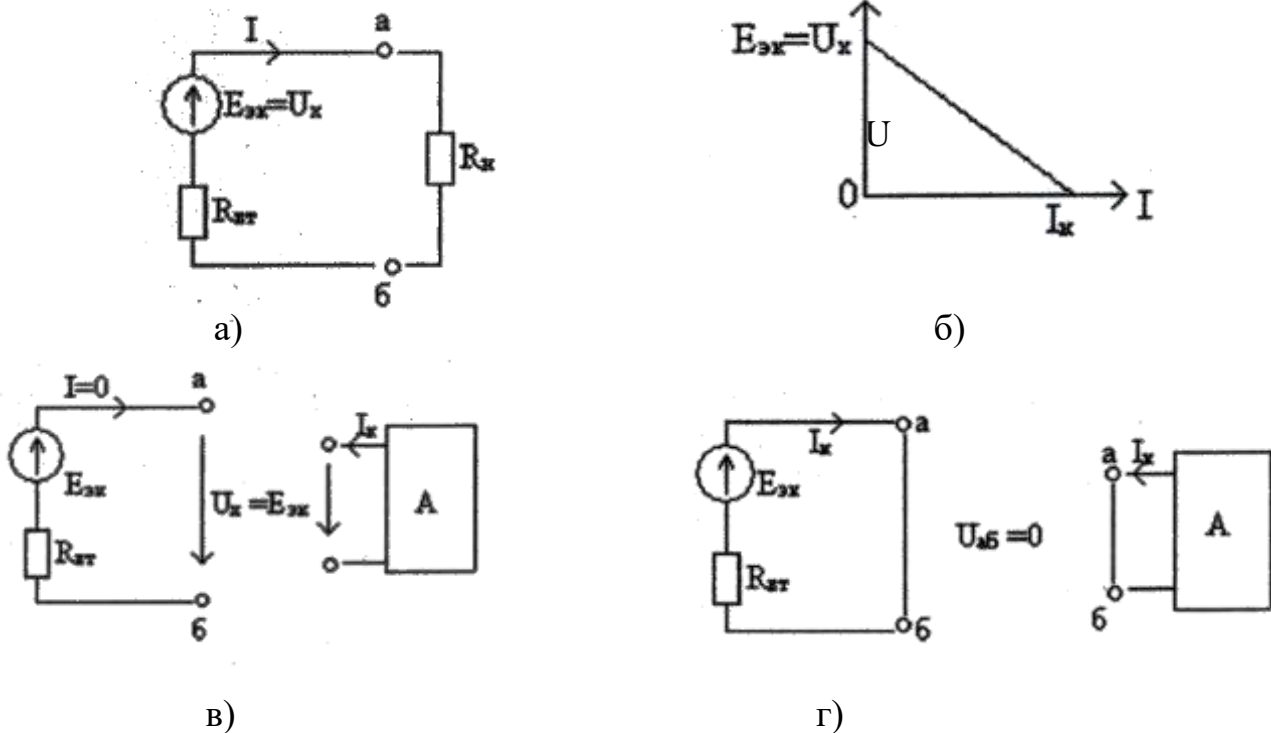 I
а
Eэк=Uх
Rвт
Rн
б
а)
Eэк=Uх
U
0
Iк
I
б)
I=0
а
Eэк
Rвт
Uх =Eэк
Iк
А
б
в)
Iк
а
Eэк
Rвт
Uаб =0
б
а
Iк
А
б
г)